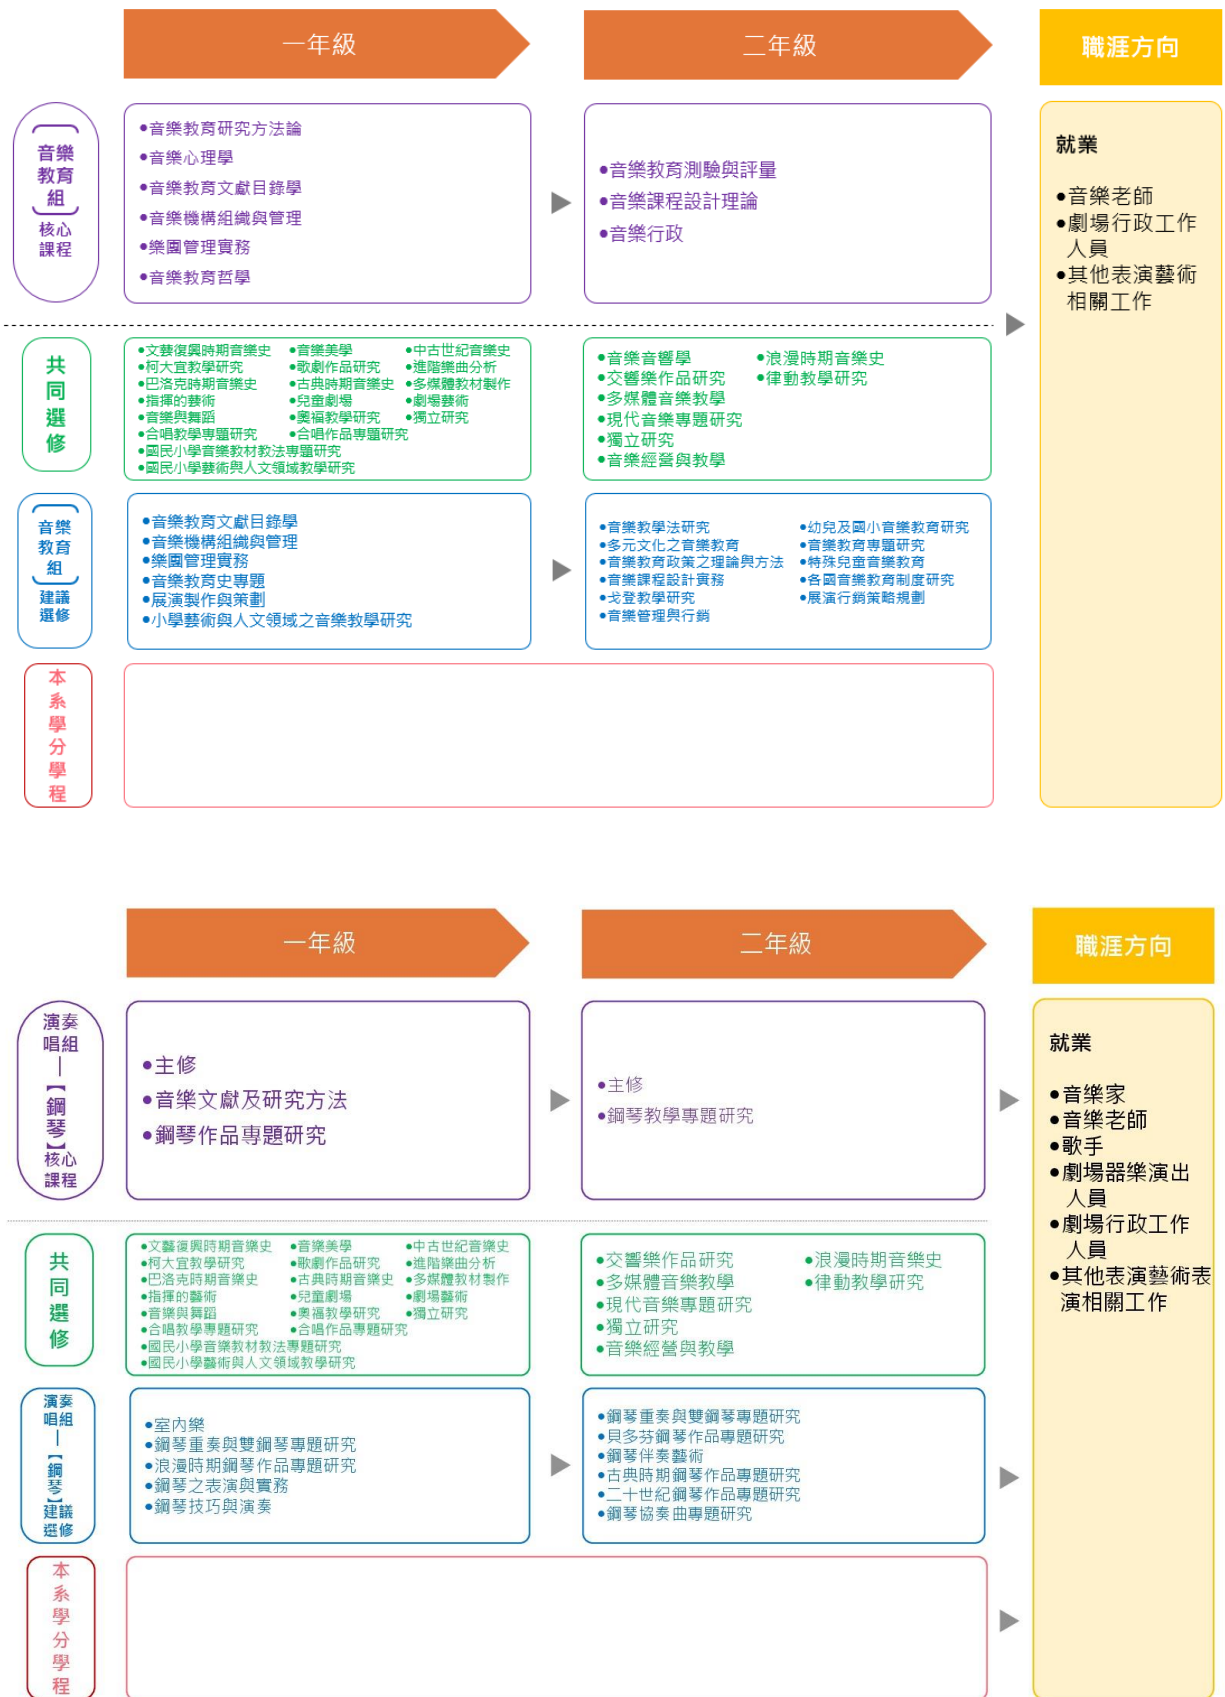 一年級
二年級
職涯方向
音樂
教育
組
核心
課程
●音樂教育研究方法論
●音樂心理學
●音樂教育文獻目錄學
●音樂機構組織與管理
●樂團管理實務
●音樂教育哲學
●音樂教育測驗與評量
●音樂課程設計理論
●音樂行政
就業
●音樂老師
●劇場行政工作
人員
●其他表演藝術
相關工作
共
同
選
修
●文藝復興時期音樂史 ●音樂美學 ●中古世紀音樂史
●柯大宜教學研究 ●歌劇作品研究 ●進階樂曲分析
●巴洛克時期音樂史 ●古典時期音樂史 ●多媒體教材製作
●指揮的藝術 ●兒童劇場 ●劇場藝術
●音樂與舞蹈 ●奧福教學研究 ●獨立研究
●合唱教學專題研究 ●合唱作品專題研究
●國民小學音樂教材教法專題研究
●國民小學藝術與人文領域教學研究
●音樂音響學 ●浪漫時期音樂史
●交響樂作品研究 ●律動教學研究
●多媒體音樂教學
●現代音樂專題研究
●獨立研究
●音樂經營與教學
音樂
教育
組
建議
選修
●音樂教育文獻目錄學
●音樂機構組織與管理
●樂團管理實務
●音樂教育史專題
●展演製作與策劃
●小學藝術與人文領域之音樂教學研究
●音樂教學法研究 ●幼兒及國小音樂教育研究
●多元文化之音樂教育 ●音樂教育專題研究
●音樂教育政策之理論與方法 ●特殊兒童音樂教育
●音樂課程設計實務 ●各國音樂教育制度研究
●戈登教學研究 ●展演行銷策略規劃
●音樂管理與行銷
本
系
學
分
學
程
一年級
二年級
職涯方向
演奏
唱組
｜
【
鋼
琴
】
核心
課程
●主修
●音樂文獻及研究方法
●鋼琴作品專題研究
●主修
●鋼琴教學專題研究
就業
●音樂家
●音樂老師
●歌手
●劇場器樂演出
人員
●劇場行政工作
人員
●其他表演藝術表
演相關工作
共
同
選
修
●文藝復興時期音樂史 ●音樂美學 ●中古世紀音樂史
●柯大宜教學研究 ●歌劇作品研究 ●進階樂曲分析
●巴洛克時期音樂史 ●古典時期音樂史 ●多媒體教材製作
●指揮的藝術 ●兒童劇場 ●劇場藝術
●音樂與舞蹈 ●奧福教學研究 ●獨立研究
●合唱教學專題研究 ●合唱作品專題研究
●國民小學音樂教材教法專題研究
●國民小學藝術與人文領域教學研究
●交響樂作品研究 ●浪漫時期音樂史
●多媒體音樂教學 ●律動教學研究
●現代音樂專題研究
●獨立研究
●音樂經營與教學
演奏
唱組
｜
【
鋼
琴
】
建議
選修
●室內樂
●鋼琴重奏與雙鋼琴專題研究
●浪漫時期鋼琴作品專題研究
●鋼琴之表演與實務
●鋼琴技巧與演奏
●鋼琴重奏與雙鋼琴專題研究
●貝多芬鋼琴作品專題研究
●鋼琴伴奏藝術
●古典時期鋼琴作品專題研究
●二十世紀鋼琴作品專題研究
●鋼琴協奏曲專題研究
本
系
學
分
學
程